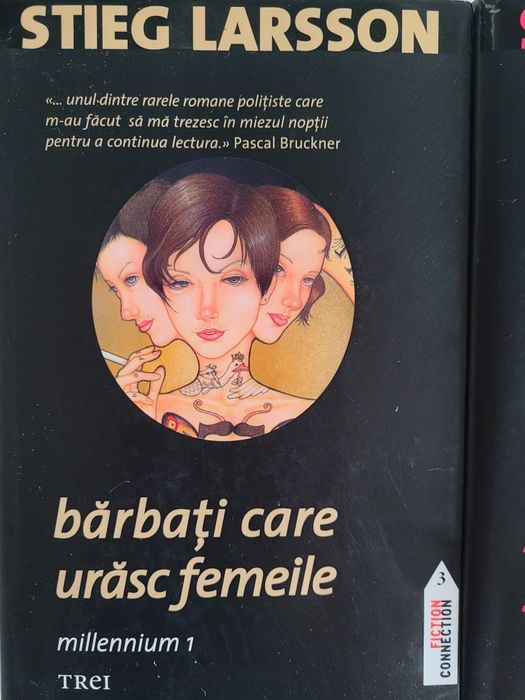 STIEG LARSSON
«... unul dintre rarele romane polițiste care
m-au făcut să mă trezesc în miezul nopții
pentru a continua lectura.» Pascal Bruckner
bărbați care
urăsc femeile
millennium 1
TREI
3
FICTION
CONNECTION